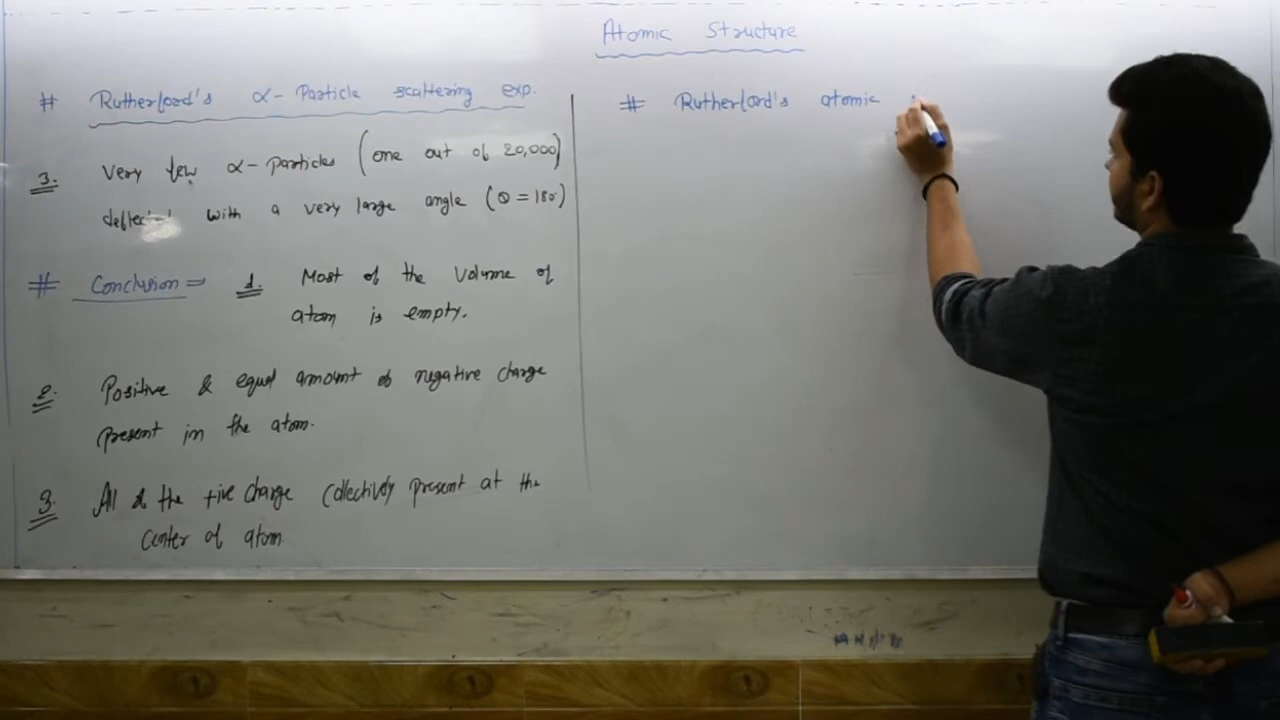 Atomic Structure
# Rutherford's α-Particle scattering exp.
3. Very few α-particles (one out of 20,000)
with a very large angle (θ = 180)
# Conclusion ⇒ 1. Most of the volume of
atom is empty.
2. Positive & equal amount of negative charge
present in the atom.
3. All of the +ive charge collectively present at the
center of atom
# Rutherford's atomic